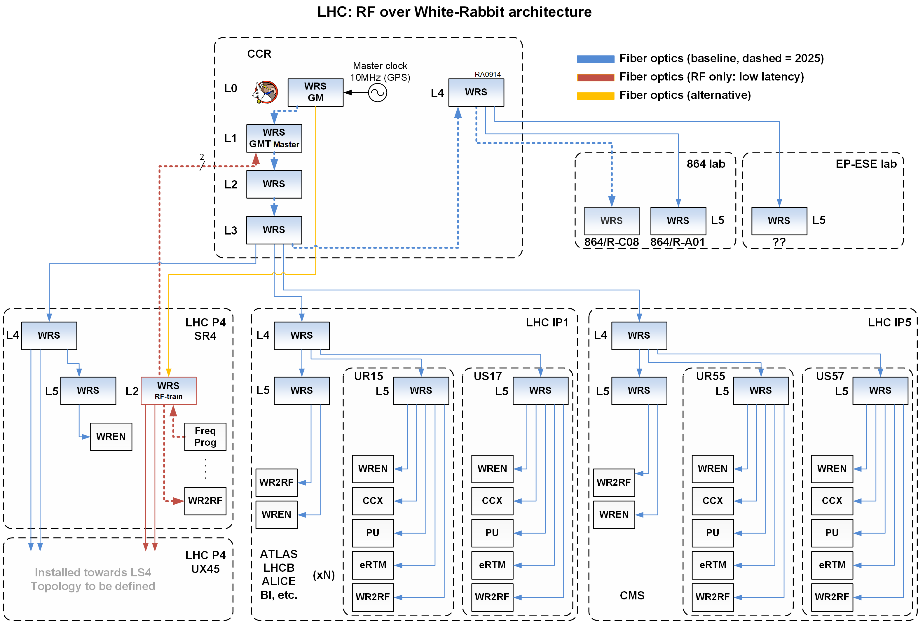 LHC: RF over White-Rabbit architecture
Fiber optics (baseline, dashed = 2025)
Fiber optics (RF only: low latency)
Fiber optics (alternative)
CCR
Master clock
10MHz (GPS)
L0
WRS
GM
RA0914
L4
WRS
L1
WRS
GMT Master
2
L2
WRS
L3
WRS
864 lab
WRS
WRS
L5
864/R-C08
864/R-A01
EP-ESE lab
WRS
L5
??
LHC P4
SR4
L4
WRS
L5
WRS
L2
WRS
RF-train
WREN
Freq
Prog
WR2RF
LHC P4
UX45
Installed towards LS4
Topology to be defined
LHC IP1
L4
WRS
L5
WRS
WR2RF
WREN
ATLAS
LHCB
ALICE
BI, etc.
(xN)
UR15
L5
WRS
WREN
CCX
PU
eRTM
WR2RF
US17
L5
WRS
WREN
CCX
PU
eRTM
WR2RF
LHC IP5
L4
WRS
L5
WRS
WR2RF
WREN
CMS
UR55
L5
WRS
WREN
CCX
PU
eRTM
WR2RF
US57
L5
WRS
WREN
CCX
PU
eRTM
WR2RF